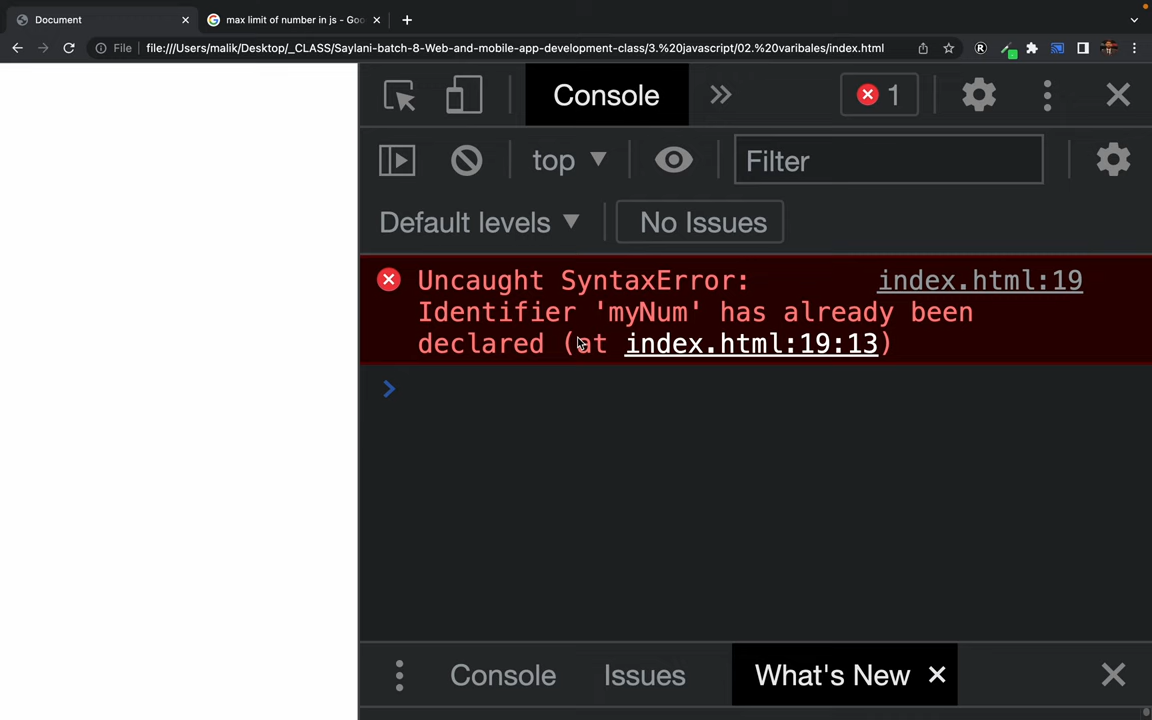 Document
max limit of number in js - Goo
File
file:///Users/malik/Desktop/_CLASS/Saylani-batch-8-Web-and-mobile-app-development-class/3.%20javascript/02.%20varibales/index.html
Console
1
top
Filter
Default levels
No Issues
Uncaught SyntaxError: index.html:19
Identifier 'myNum' has already been
declared (at index.html:19:13)
Console
Issues
What's New